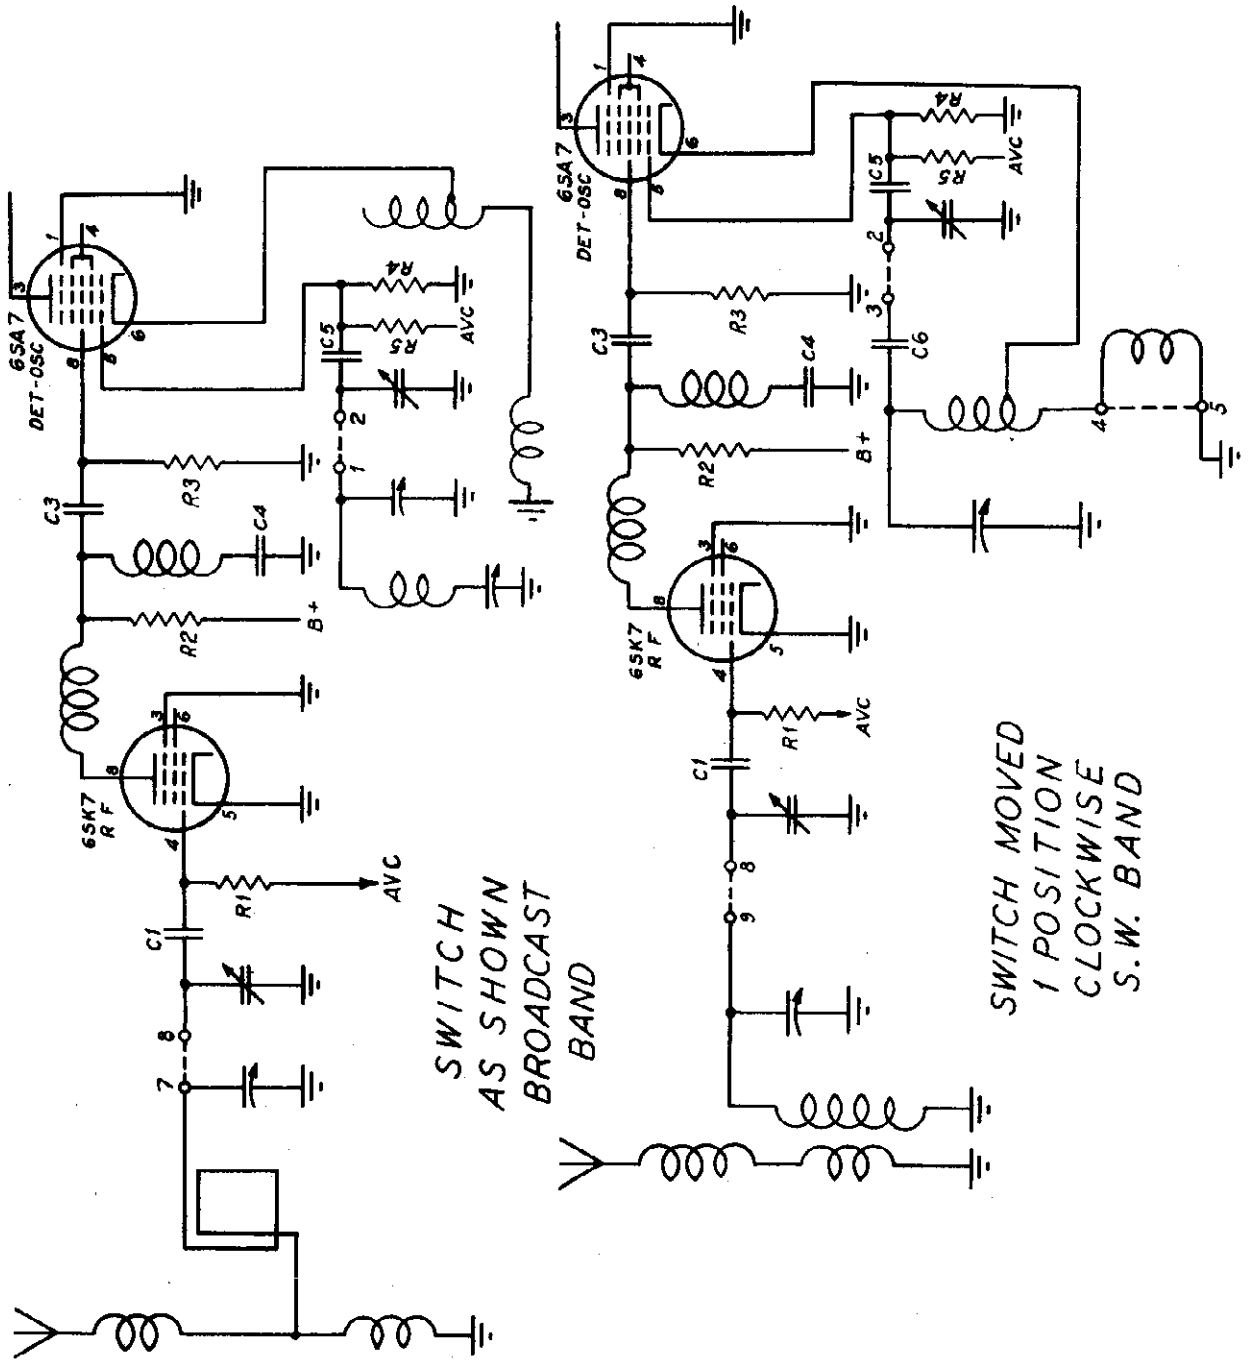 6SA7
DET-OSC
3
1
4
8
5
6
C3
R3
C4
R2
B+
C5
R4
R5
AVC
2
1
6SK7
R F
8
3
6
4
5
C1
R1
AVC
8
7
SWITCH
AS SHOWN
BROADCAST
BAND
6SA7
DET-OSC
3
1
4
8
5
6
C3
R3
C4
R2
B+
C5
R4
R5
AVC
2
3
C6
4
5
6SK7
R F
8
3
6
4
5
C1
R1
AVC
8
9
SWITCH MOVED
1 POSITION
CLOCKWISE
S.W. BAND